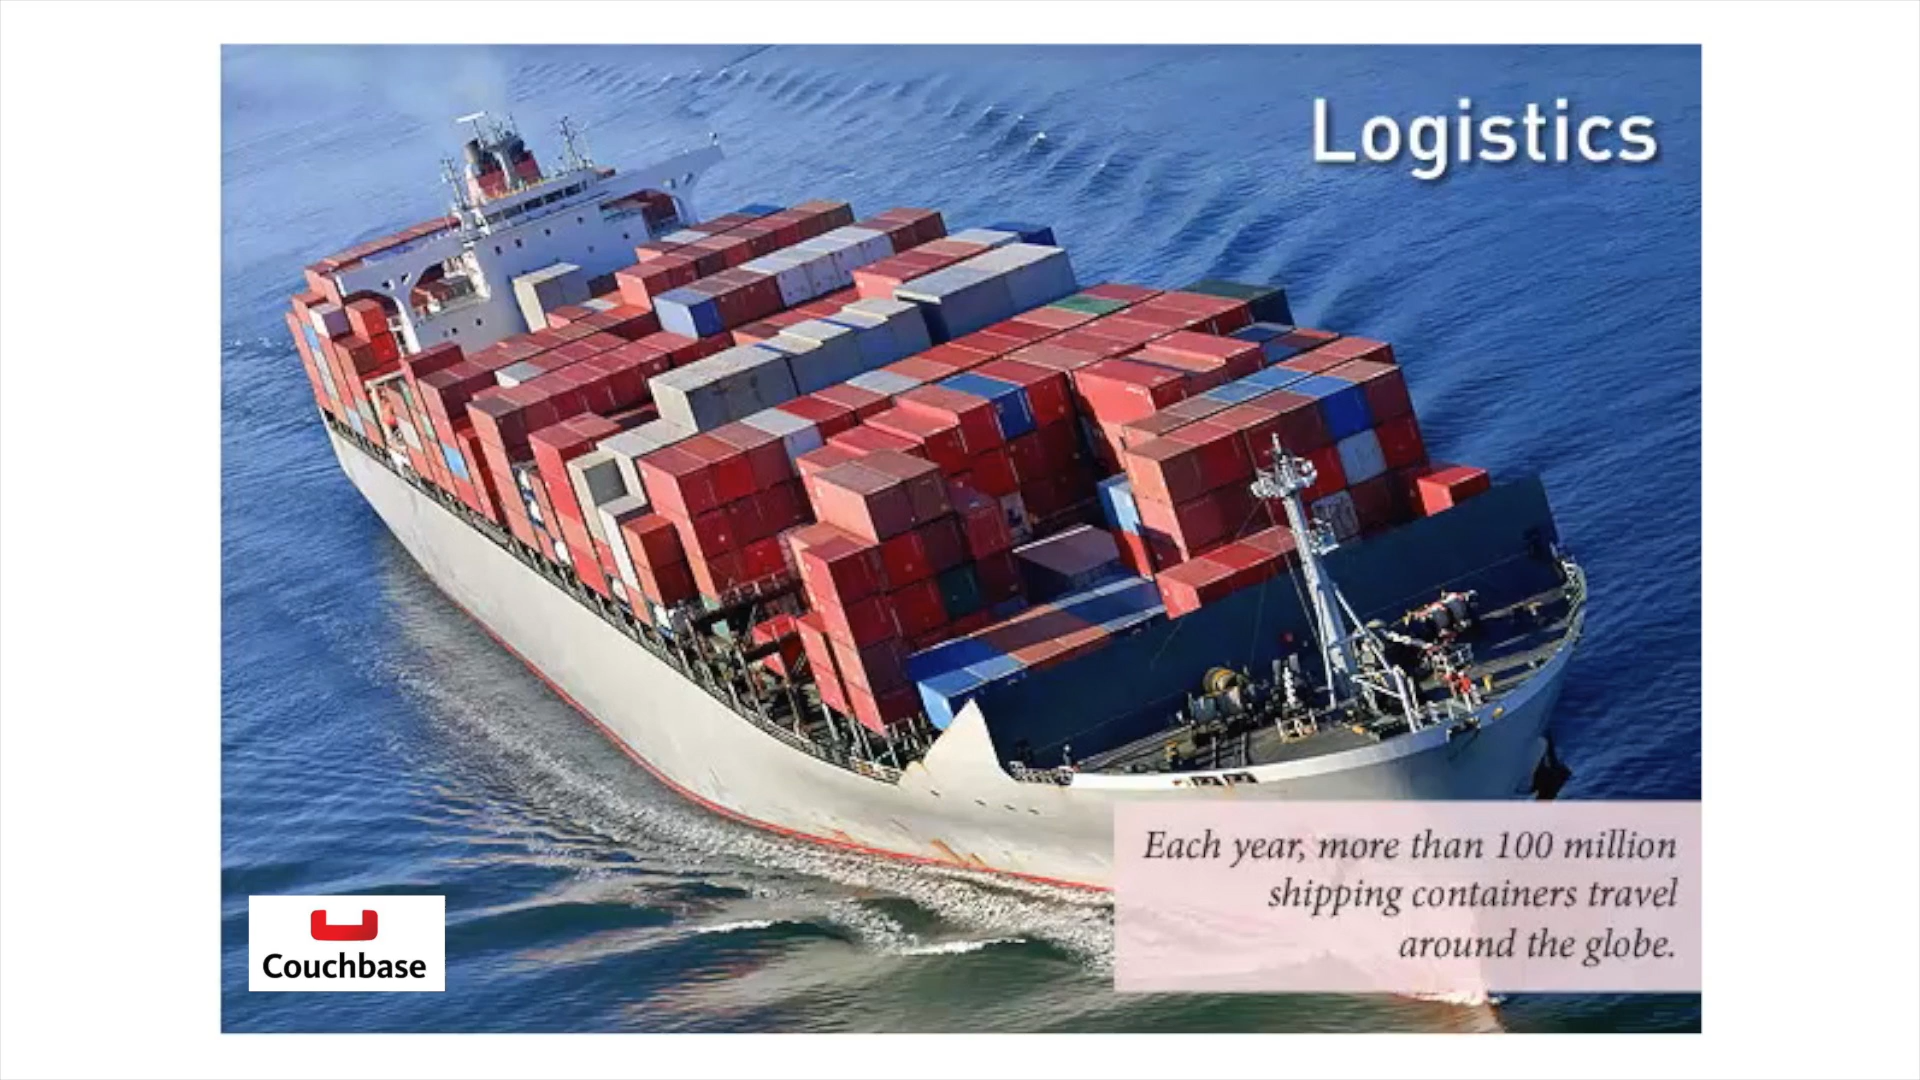 Logistics
Each year, more than 100 million
shipping containers travel
around the globe.
Couchbase